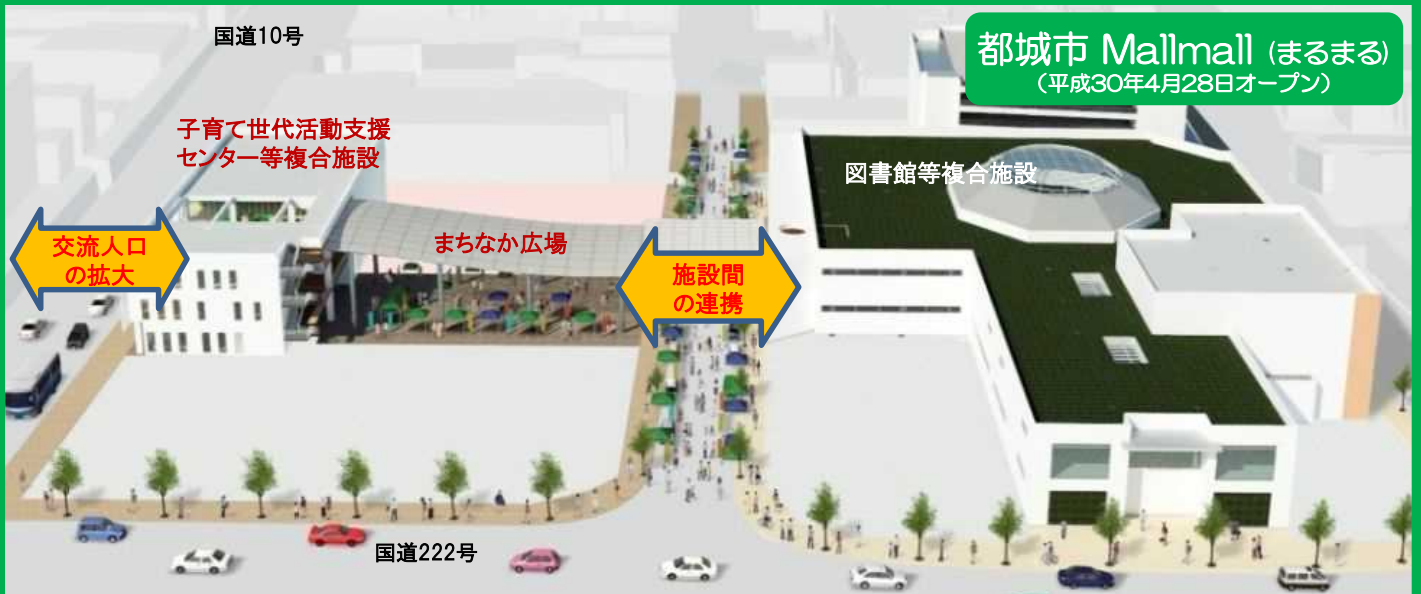 国道10号
都城市 Mallmall (まるまる)
(平成30年4月28日オープン)
子育て世代活動支援
センター等複合施設
図書館等複合施設
交流人口
の拡大
まちなか広場
施設間
の連携
国道222号